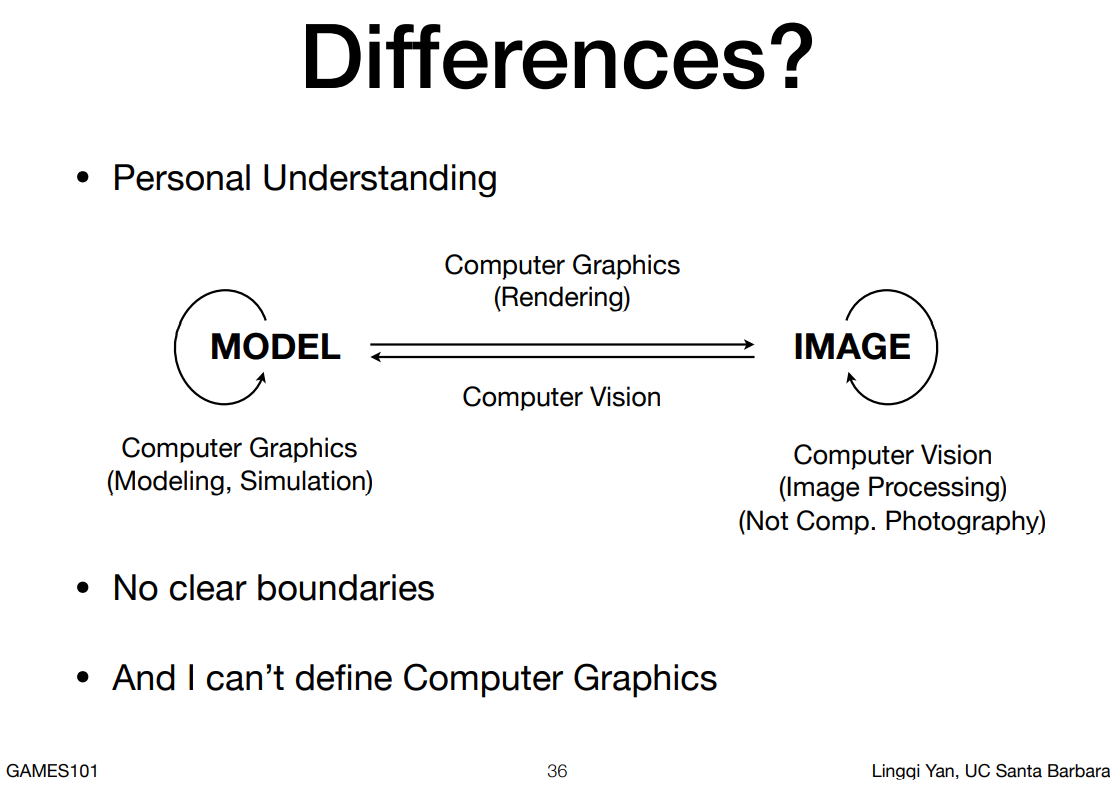 Differences?
• Personal Understanding
Computer Graphics
(Rendering)
MODEL
IMAGE
Computer Vision
Computer Graphics
(Modeling, Simulation)
Computer Vision
(Image Processing)
(Not Comp. Photography)
• No clear boundaries
• And I can’t define Computer Graphics
GAMES101
36
Lingqi Yan, UC Santa Barbara